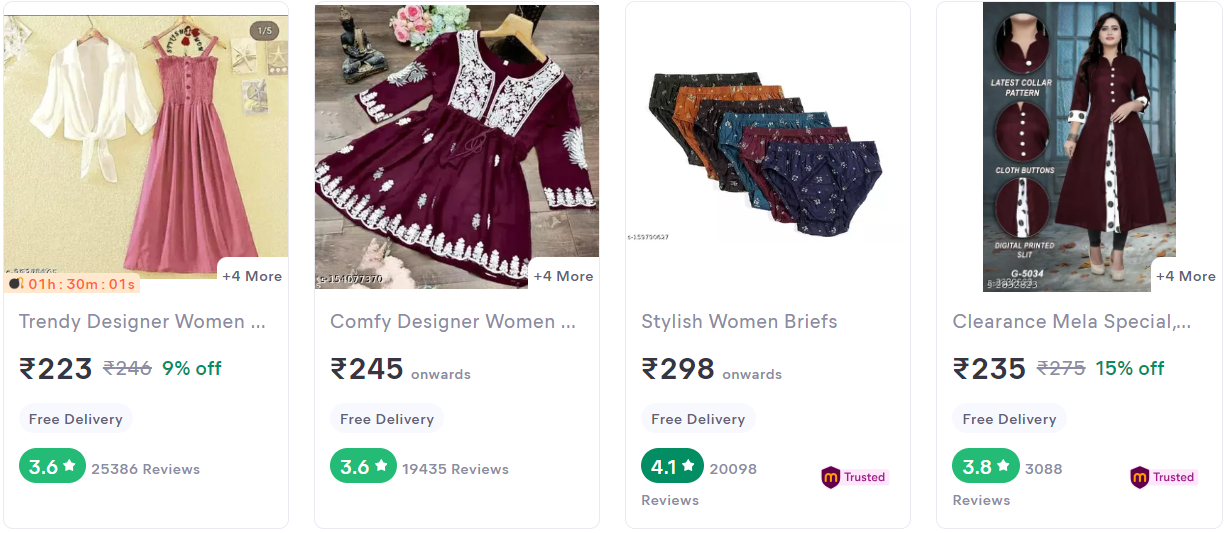 1/5
01h : 30m : 01s
+4 More
Trendy Designer Women ...
₹223 ₹246 9% off
Free Delivery
3.6 ★ 25386 Reviews
s-154077370
+4 More
Comfy Designer Women ...
₹245 onwards
Free Delivery
3.6 ★ 19435 Reviews
Stylish Women Briefs
₹298 onwards
Free Delivery
4.1 ★ 20098
Reviews
m Trusted
LATEST COLLAR
PATTERN
CLOTH BUTTONS
DIGITAL PRINTED
SLIT
G-5034
s-2832823
+4 More
Clearance Mela Special,...
₹235 ₹275 15% off
Free Delivery
3.8 ★ 3088
Reviews
m Trusted